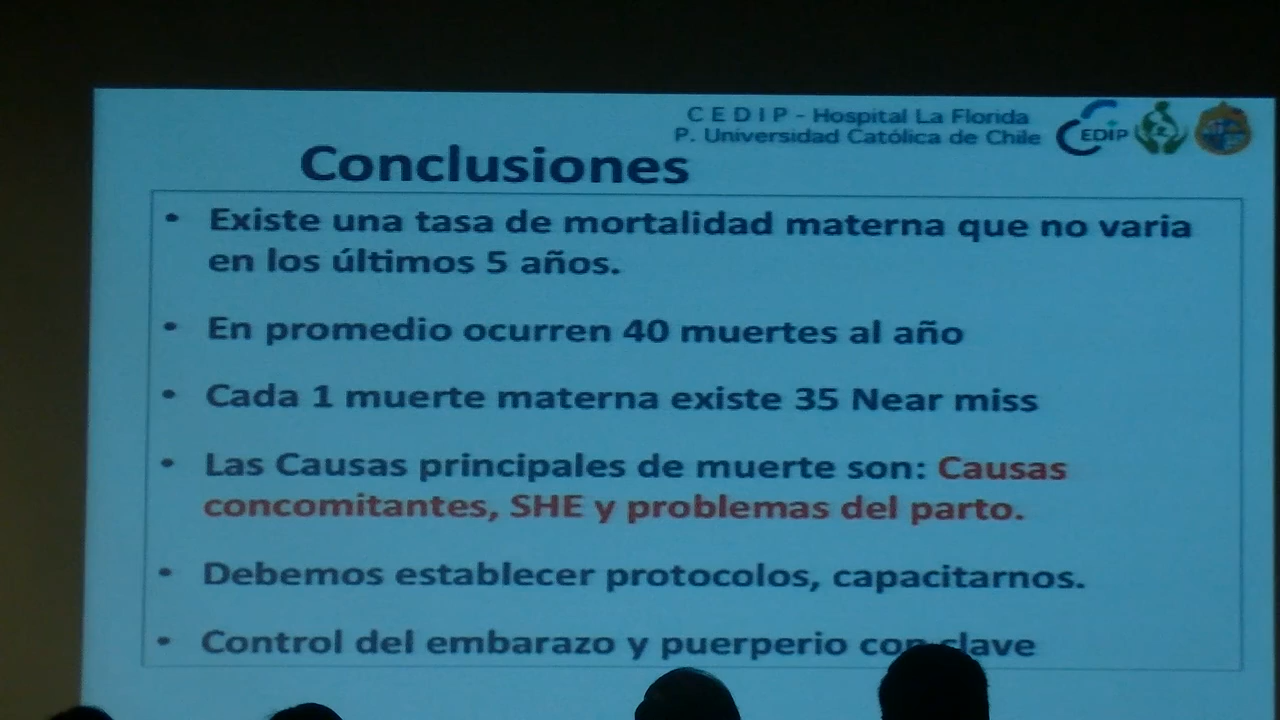 C E D I P - Hospital La Florida
P. Universidad Católica de Chile
CEDIP
Conclusiones
• Existe una tasa de mortalidad materna que no varia
en los últimos 5 años.
• En promedio ocurren 40 muertes al año
• Cada 1 muerte materna existe 35 Near miss
• Las Causas principales de muerte son: Causas
concomitantes, SHE y problemas del parto.
• Debemos establecer protocolos, capacitarnos.
• Control del embarazo y puerperio con clave